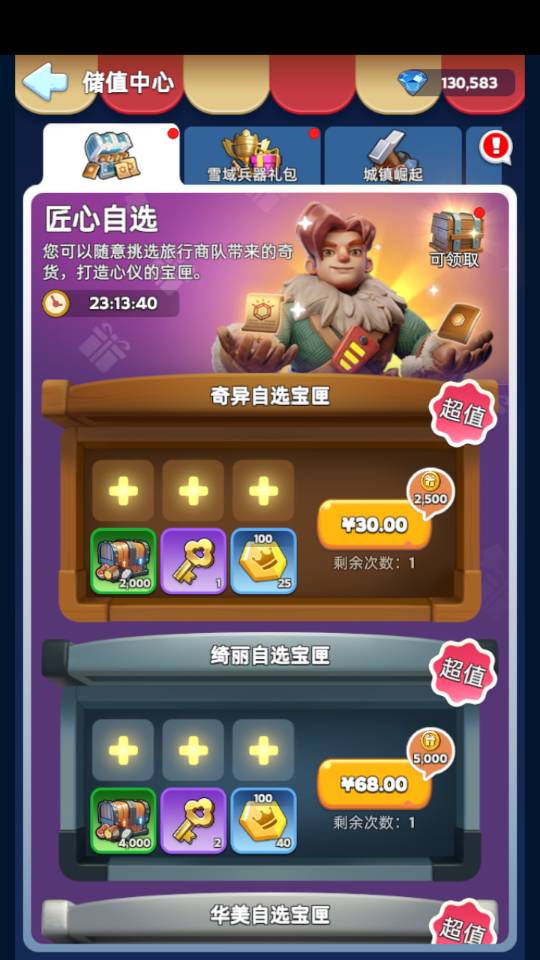 储值中心
130,583
雪域兵器礼包
城镇崛起
匠心自选
您可以随意挑选旅行商队带来的奇
货，打造心仪的宝匣。
可领取
23:13:40
奇异自选宝匣
超值
2,500
¥30.00
剩余次数：1
2,000
1
100
25
绮丽自选宝匣
超值
5,000
¥68.00
剩余次数：1
4,000
2
100
40
华美自选宝匣
超值